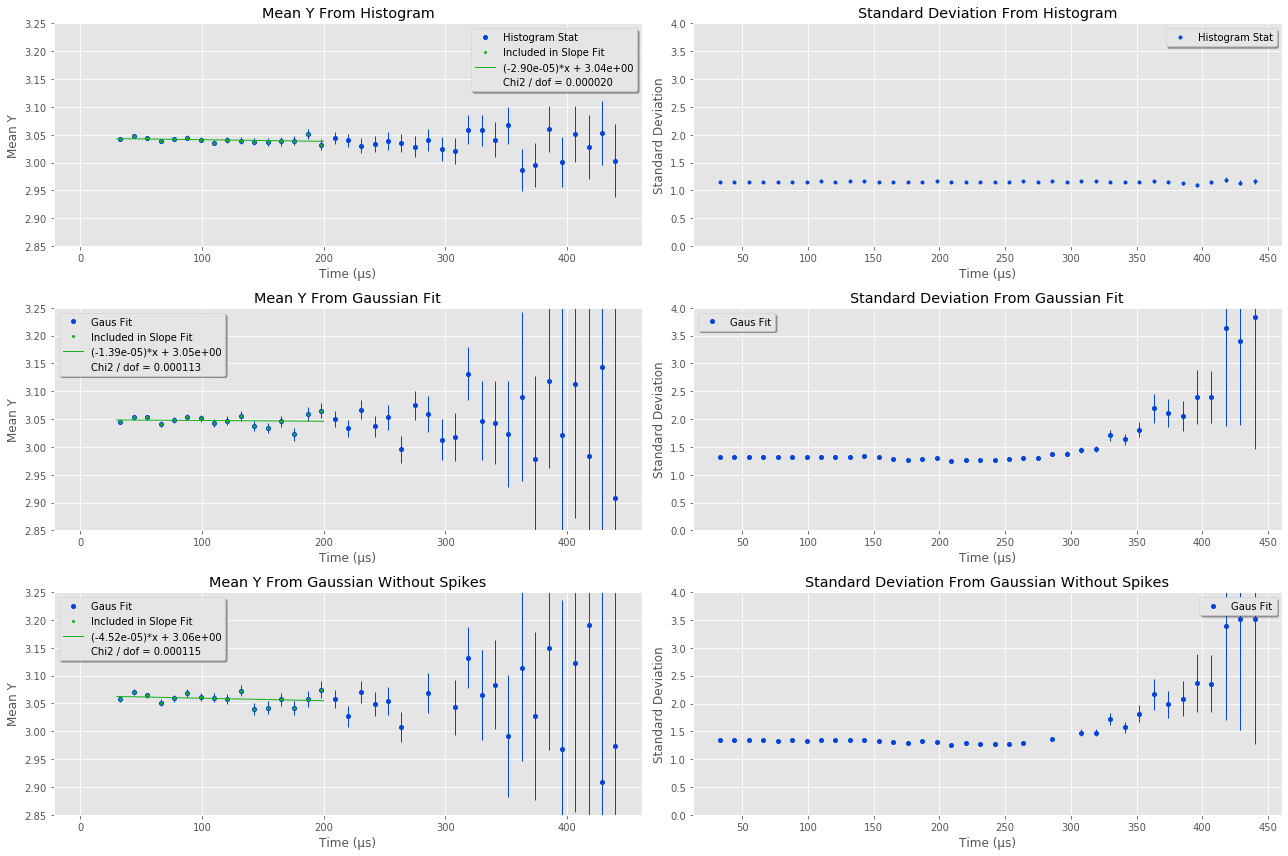 Mean Y From Histogram
3.25
3.20
3.15
3.10
3.05
3.00
2.95
2.90
2.85
Mean Y
Histogram Stat
Included in Slope Fit
(-2.90e-05)*x + 3.04e+00
Chi2 / dof = 0.000020
0 100 200 300 400
Time (μs)
Standard Deviation From Histogram
4.0
3.5
3.0
2.5
2.0
1.5
1.0
0.5
0.0
Standard Deviation
Histogram Stat
50 100 150 200 250 300 350 400 450
Time (μs)
Mean Y From Gaussian Fit
3.25
3.20
3.15
3.10
3.05
3.00
2.95
2.90
2.85
Mean Y
Gaus Fit
Included in Slope Fit
(-1.39e-05)*x + 3.05e+00
Chi2 / dof = 0.000113
0 100 200 300 400
Time (μs)
Standard Deviation From Gaussian Fit
4.0
3.5
3.0
2.5
2.0
1.5
1.0
0.5
0.0
Standard Deviation
Gaus Fit
50 100 150 200 250 300 350 400 450
Time (μs)
Mean Y From Gaussian Without Spikes
3.25
3.20
3.15
3.10
3.05
3.00
2.95
2.90
2.85
Mean Y
Gaus Fit
Included in Slope Fit
(-4.52e-05)*x + 3.06e+00
Chi2 / dof = 0.000115
0 100 200 300 400
Time (μs)
Standard Deviation From Gaussian Without Spikes
4.0
3.5
3.0
2.5
2.0
1.5
1.0
0.5
0.0
Standard Deviation
Gaus Fit
50 100 150 200 250 300 350 400 450
Time (μs)